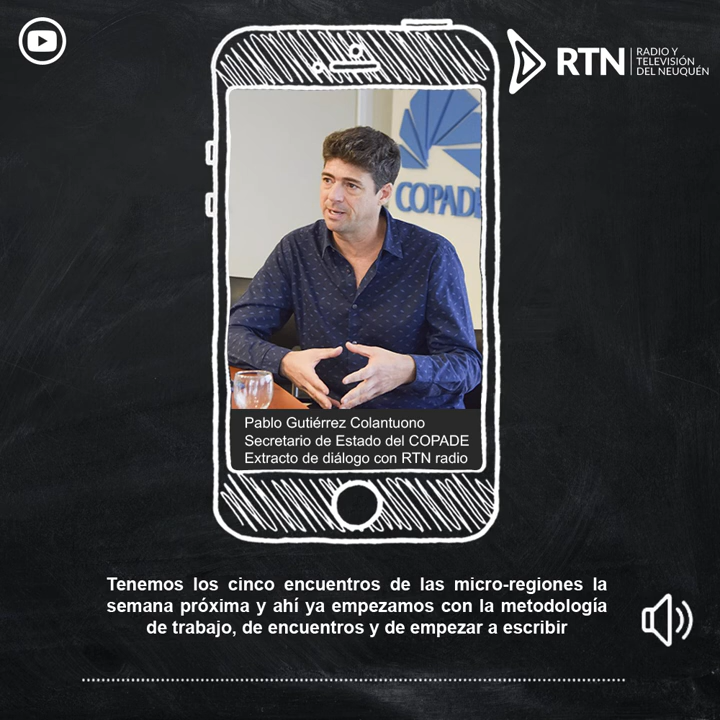 RTN
RADIO Y
TELEVISIÓN
DEL NEUQUÉN
COPADE
Pablo Gutiérrez Colantuono
Secretario de Estado del COPADE
Extracto de diálogo con RTN radio
Tenemos los cinco encuentros de las micro-regiones la
semana próxima y ahí ya empezamos con la metodología
de trabajo, de encuentros y de empezar a escribir